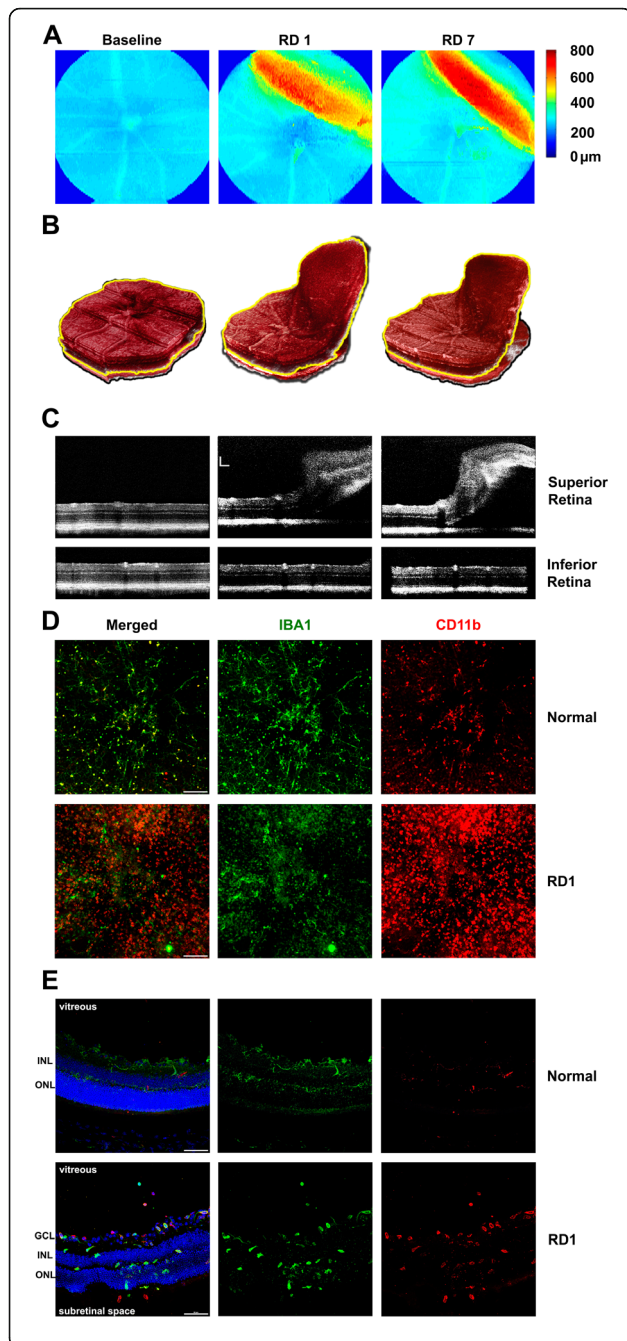 A
Baseline RD 1 RD 7
800
600
400
200
0 µm
B
C
Superior
Retina
Inferior
Retina
D
Merged IBA1 CD11b
Normal
RD1
E
vitreous
INL
ONL
Normal
vitreous
GCL
INL
ONL
subretinal space
RD1